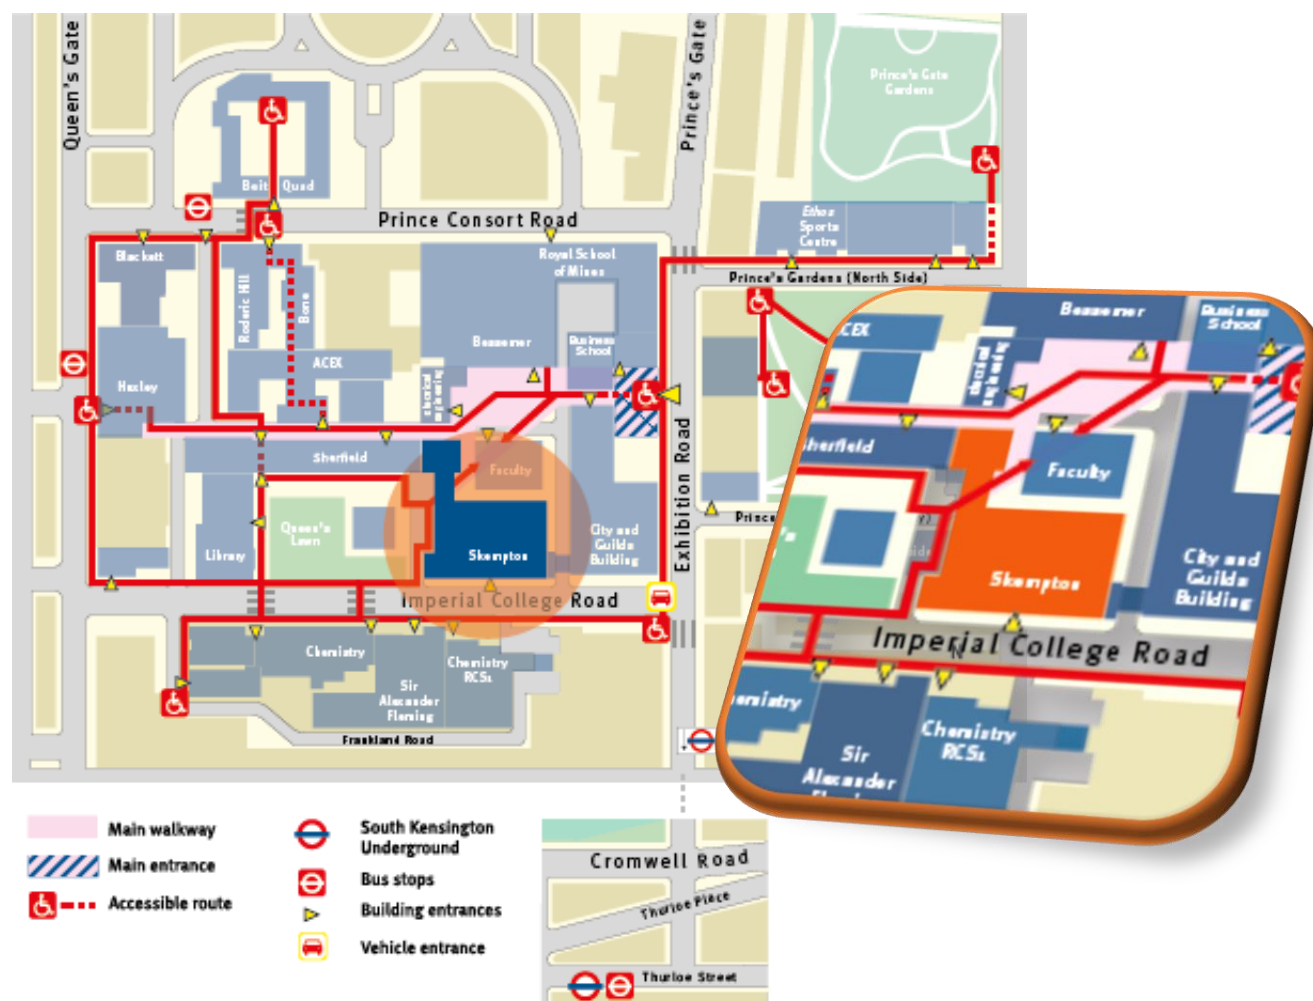 Queen's Gate
Prince's Gate
Prince's Gate
Gardens
Beit Quad
Prince Consort Road
Ethos
Sports
Centre
Blackett
Royal School
of Mines
Prince's Gardens (North Side)
Roderic Hill
Bone
Bessemer
Business
School
ACEX
Huxley
Electrical
Engineering
Sherfield
Faculty
Exhibition Road
Queen's
Lawn
Library
Skempton
City and
Guilds
Building
Prince
Imperial College Road
Chemistry
Chemistry
RCS1
Sir
Alexander
Fleming
Frankland Road
Bessemer
Business
School
ACEX
Sherfield
Faculty
Skempton
City and
Guilds
Building
Imperial College Road
N
emistry
Chemistry
RCS1
Sir
Alexander
Main walkway
Main entrance
Accessible route
South Kensington
Underground
Bus stops
Building entrances
Vehicle entrance
Cromwell Road
Thurloe Place
Thurloe Street